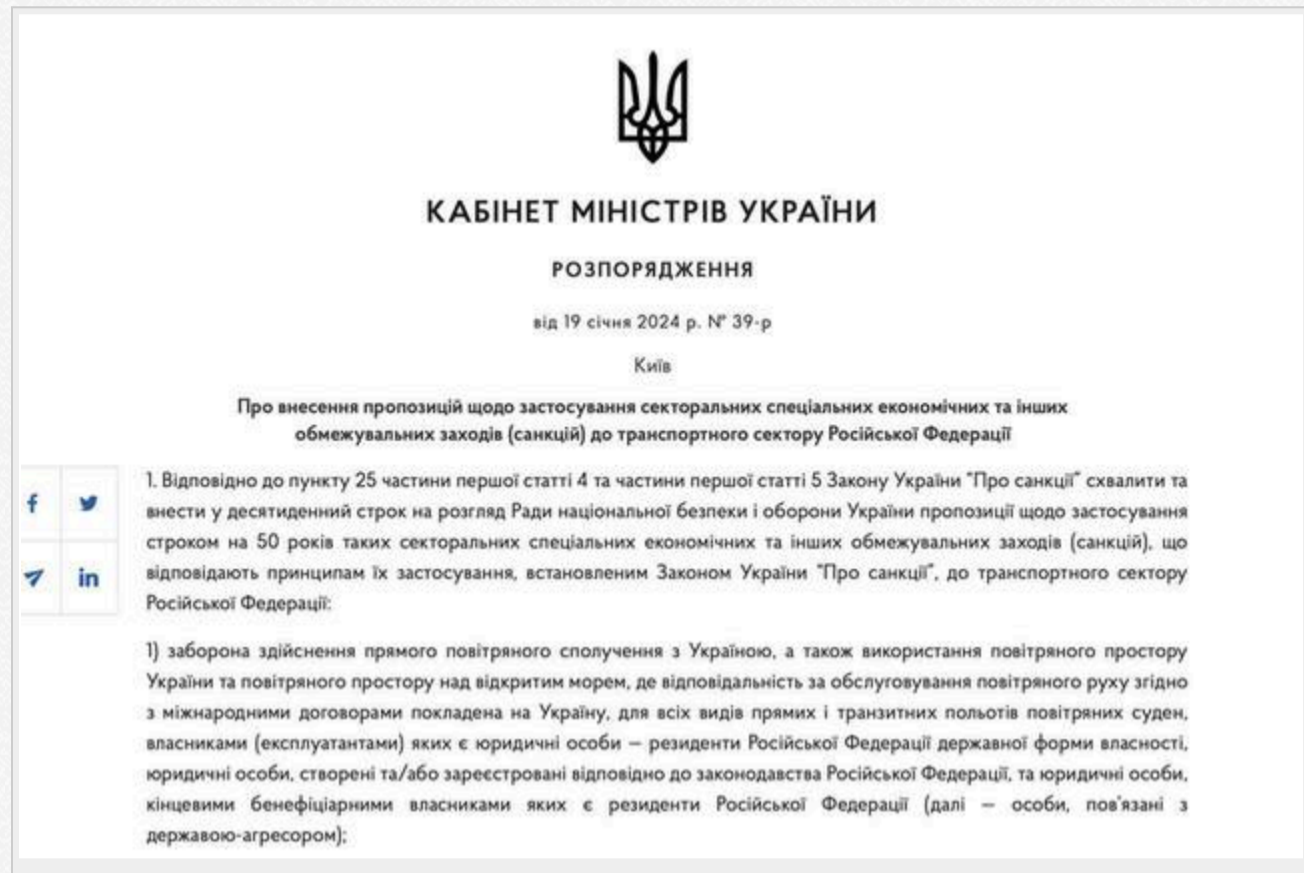 КАБІНЕТ МІНІСТРІВ УКРАЇНИ
РОЗПОРЯДЖЕННЯ
від 19 січня 2024 р. № 39-р
Київ
Про внесення пропозицій щодо застосування секторальних спеціальних економічних та інших
обмежувальних заходів (санкцій) до транспортного сектору Російської Федерації
1. Відповідно до пункту 25 частини першої статті 4 та частини першої статті 5 Закону України "Про санкції" схвалити та
внести у десятиденний строк на розгляд Ради національної безпеки і оборони України пропозиції щодо застосування
строком на 50 років таких секторальних спеціальних економічних та інших обмежувальних заходів (санкцій), що
відповідають принципам їх застосування, встановленим Законом України "Про санкції", до транспортного сектору
Російської Федерації:
1) заборона здійснення прямого повітряного сполучення з Україною, а також використання повітряного простору
України та повітряного простору над відкритим морем, де відповідальність за обслуговування повітряного руху згідно
з міжнародними договорами покладена на Україну, для всіх видів прямих і транзитних польотів повітряних суден,
власниками (експлуатантами) яких є юридичні особи — резиденти Російської Федерації державної форми власності,
юридичні особи, створені та/або зареєстровані відповідно до законодавства Російської Федерації, та юридичні особи,
кінцевими бенефіціарними власниками яких є резиденти Російської Федерації (далі — особи, пов'язані з
державою-агресором);